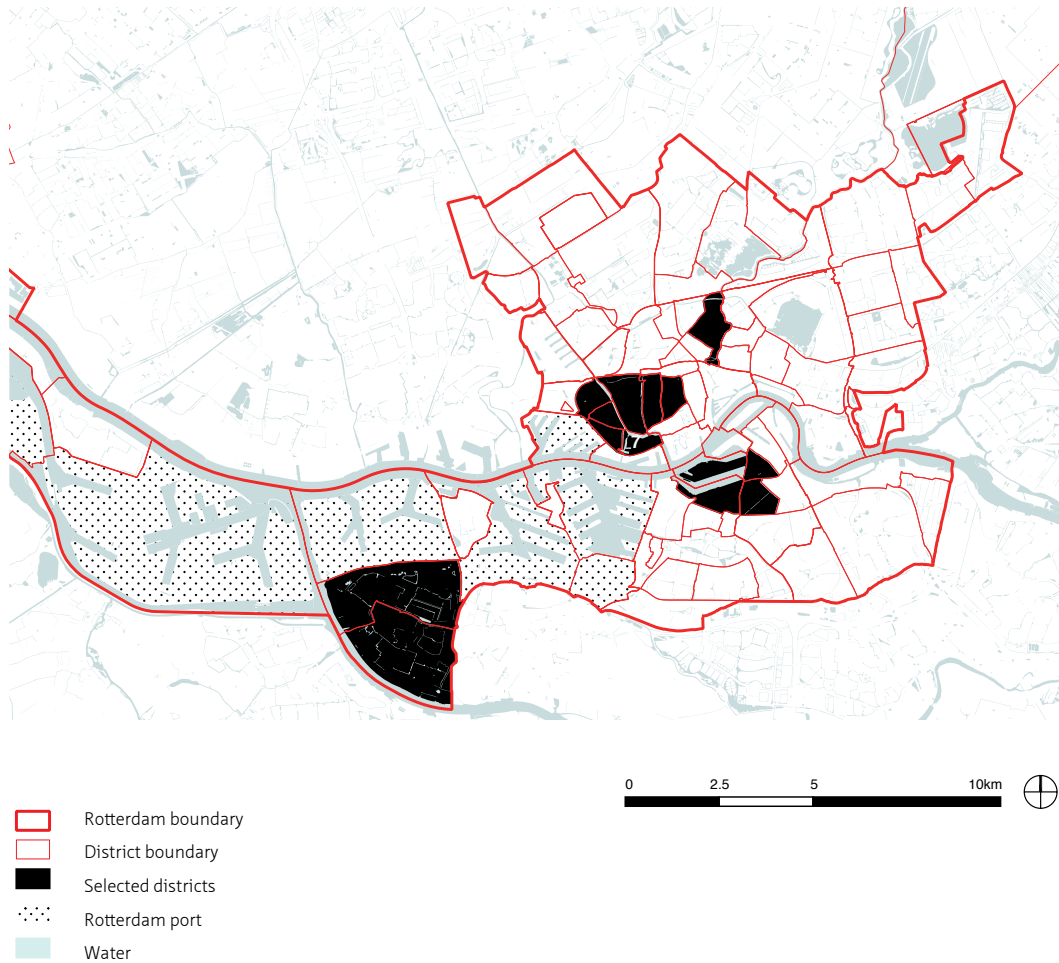 0 2.5 5 10km
Rotterdam boundary
District boundary
Selected districts
Rotterdam port
Water